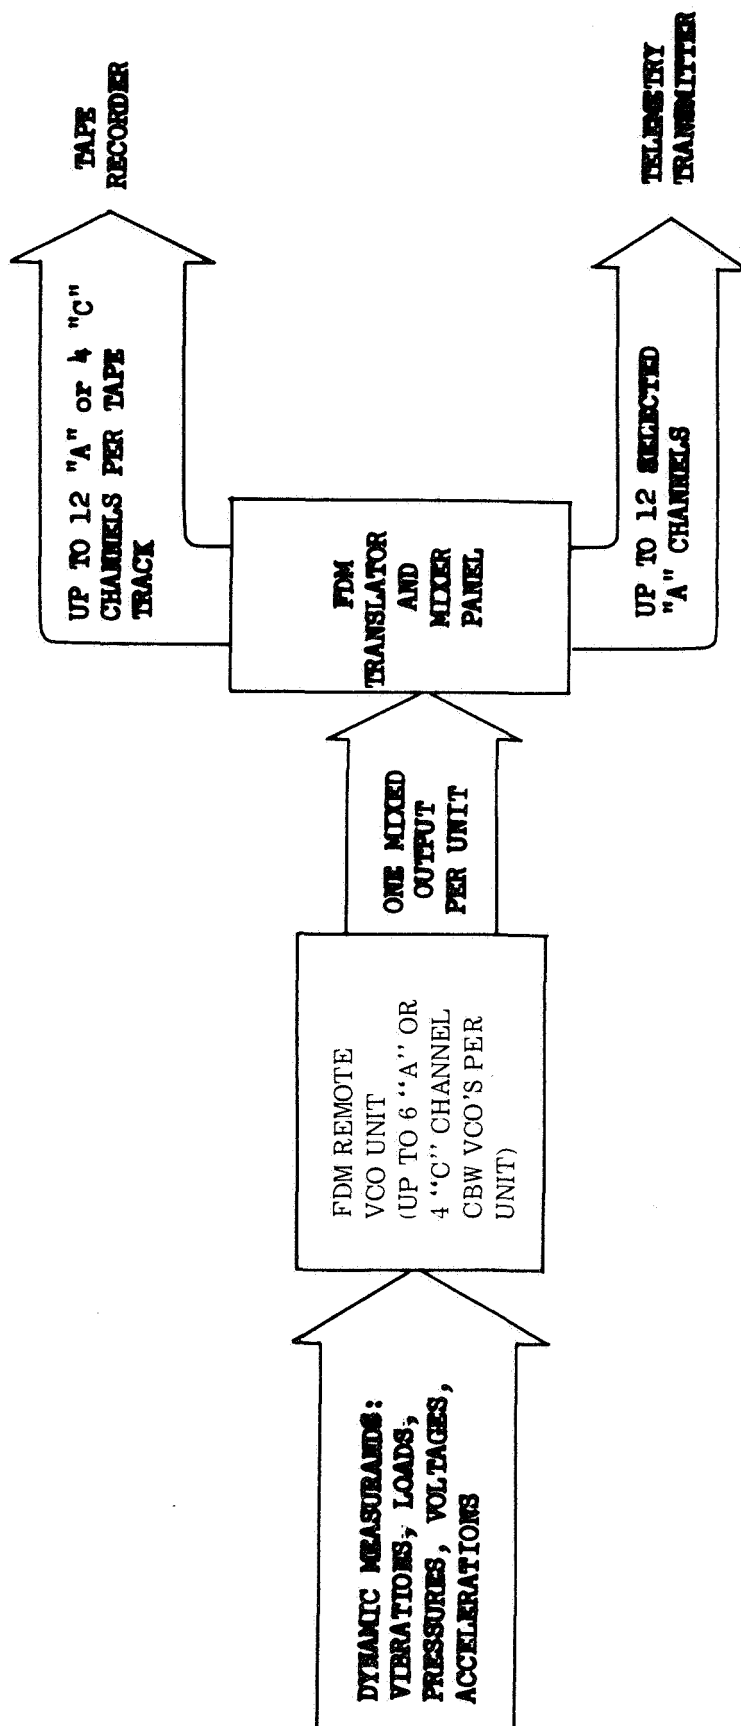 DYNAMIC MEASURANDS:
VIBRATIONS, LOADS,
PRESSURES, VOLTAGES,
ACCELERATIONS
FDM REMOTE
VCO UNIT
(UP TO 6 “A” OR
4 “C” CHANNEL
CBW VCO'S PER
UNIT)
ONE MIXED
OUTPUT
PER UNIT
FDM
TRANSLATOR
AND
MIXER
PANEL
UP TO 12 "A" or 4 "C"
CHANNELS PER TAPE
TRACK
TAPE
RECORDER
UP TO 12 SELECTED
"A" CHANNELS
TELEMETRY
TRANSMITTER